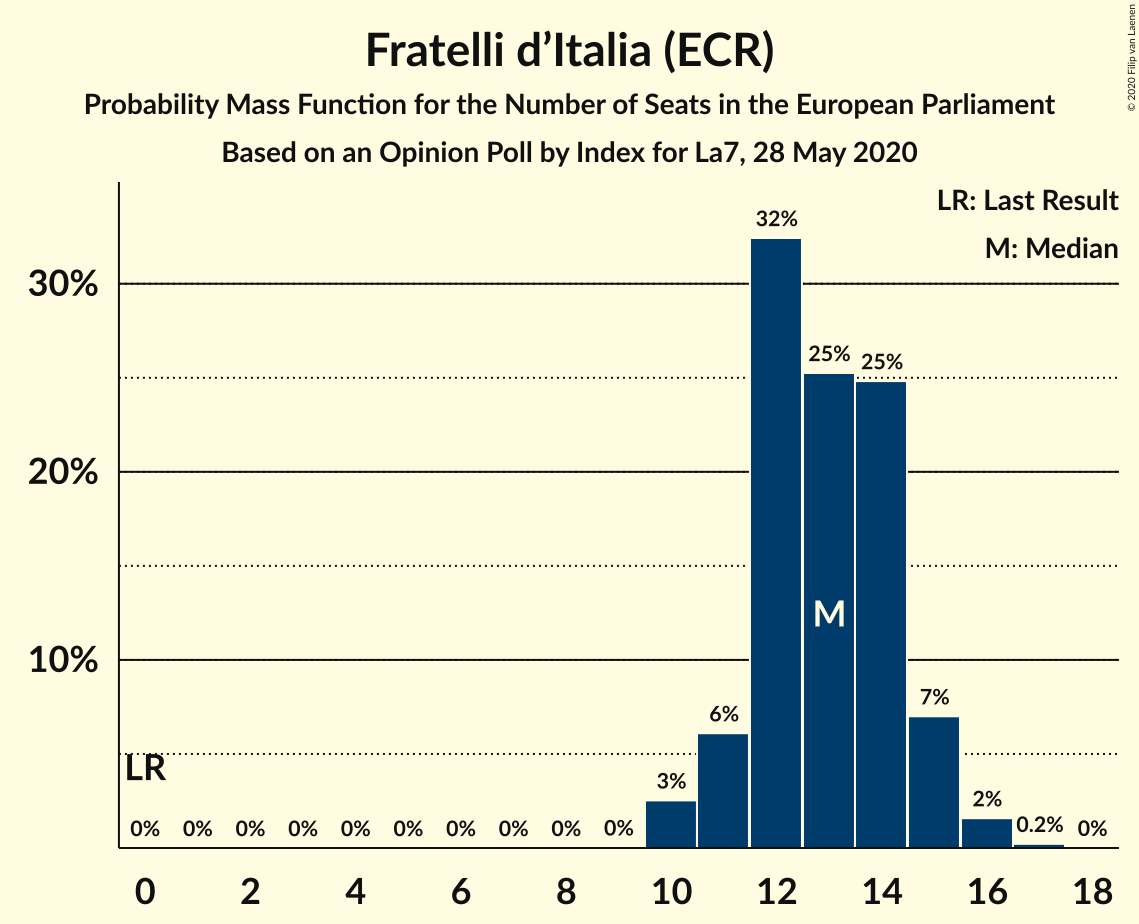 Fratelli d’Italia (ECR)
Probability Mass Function for the Number of Seats in the European Parliament
Based on an Opinion Poll by Index for La7, 28 May 2020
© 2020 Filip van Laenen
LR: Last Result
M: Median
30%
20%
10%
LR
M
0%
0%
0%
0%
0%
0%
0%
0%
0%
0%
3%
6%
32%
25%
25%
7%
2%
0.2%
0%
0 2 4 6 8 10 12 14 16 18